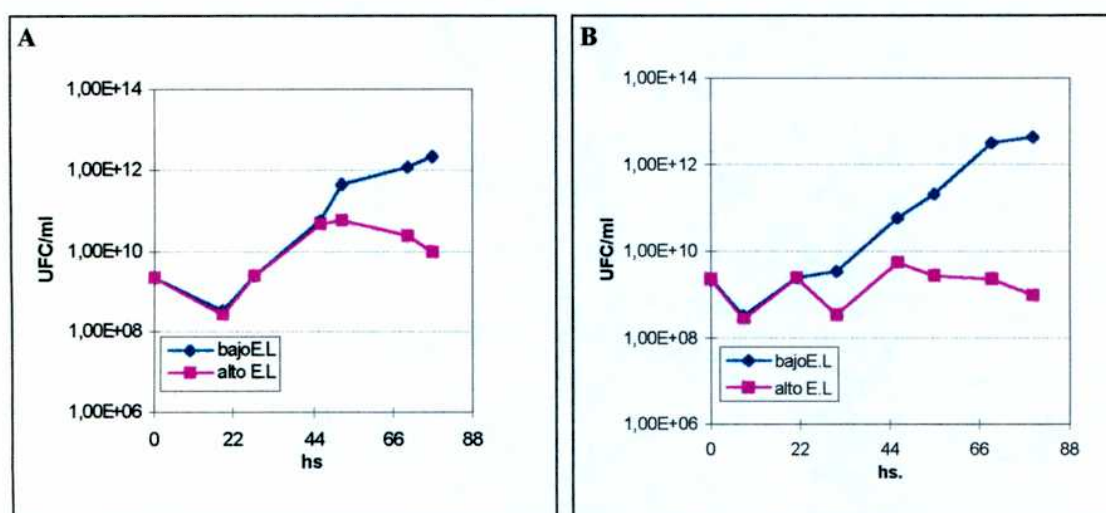 A
1,00E+14
1,00E+12
1,00E+10
1,00E+08
1,00E+06
UFC/ml
bajoE.L
alto E.L
0 22 44 66 88
hs
B
1,00E+14
1,00E+12
1,00E+10
1,00E+08
1,00E+06
UFC/ml
bajoE.L
alto E.L
0 22 44 66 88
hs.